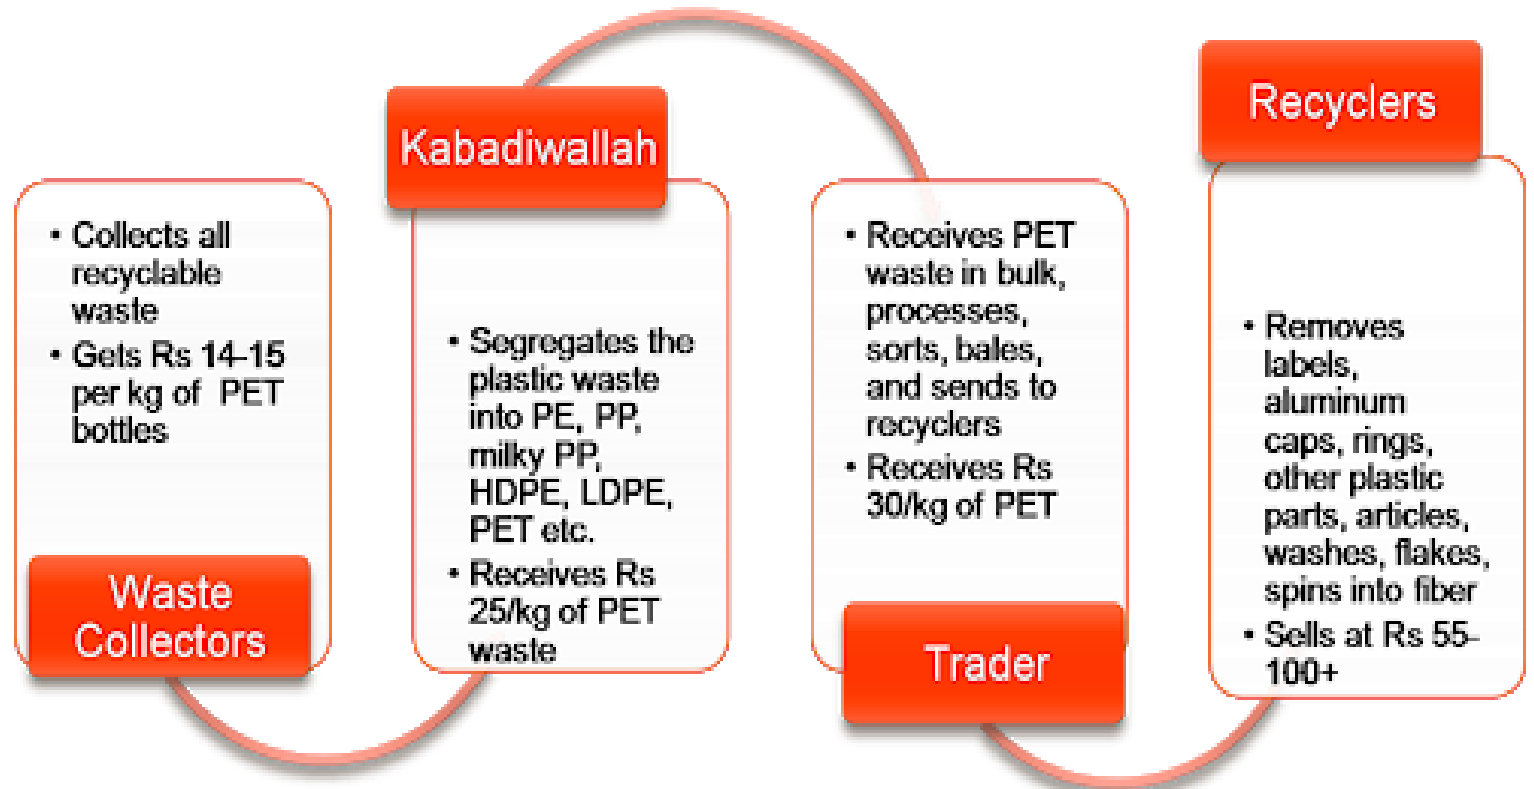 • Collects all
recyclable
waste
• Gets Rs 14-15
per kg of PET
bottles
Waste
Collectors
Kabadiwallah
• Segregates the
plastic waste
into PE, PP,
milky PP,
HDPE, LDPE,
PET etc.
• Receives Rs
25/kg of PET
waste
• Receives PET
waste in bulk,
processes,
sorts, bales,
and sends to
recyclers
• Receives Rs
30/kg of PET
Trader
Recyclers
• Removes
labels,
aluminum
caps, rings,
other plastic
parts, articles,
washes, flakes,
spins into fiber
• Sells at Rs 55-
100+